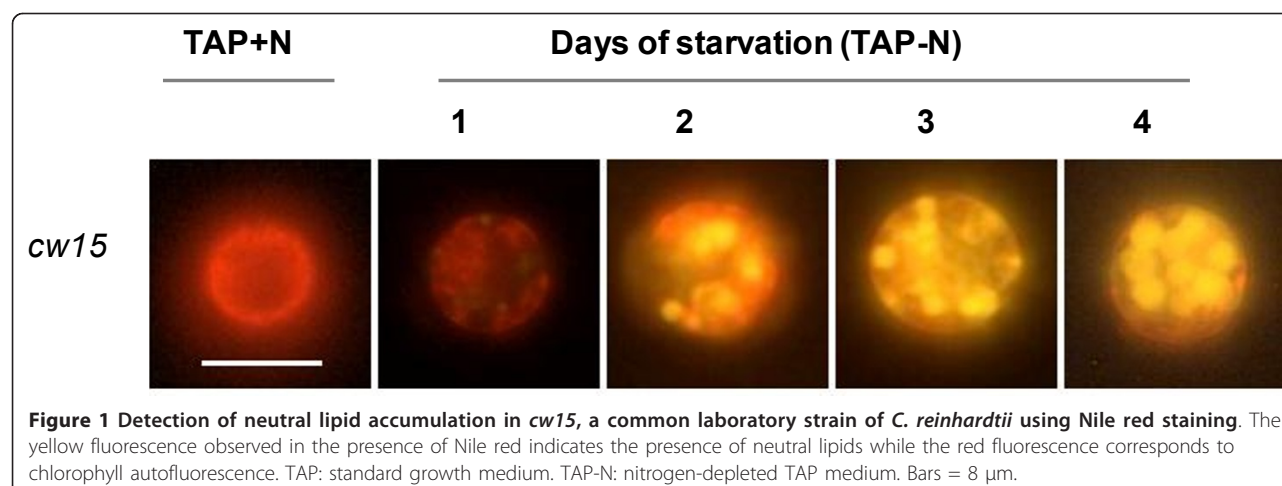 TAP+N Days of starvation (TAP-N)
1 2 3 4
cw15
Figure 1 Detection of neutral lipid accumulation in cw15, a common laboratory strain of C. reinhardtii using Nile red staining. The
yellow fluorescence observed in the presence of Nile red indicates the presence of neutral lipids while the red fluorescence corresponds to
chlorophyll autofluorescence. TAP: standard growth medium. TAP-N: nitrogen-depleted TAP medium. Bars = 8 μm.